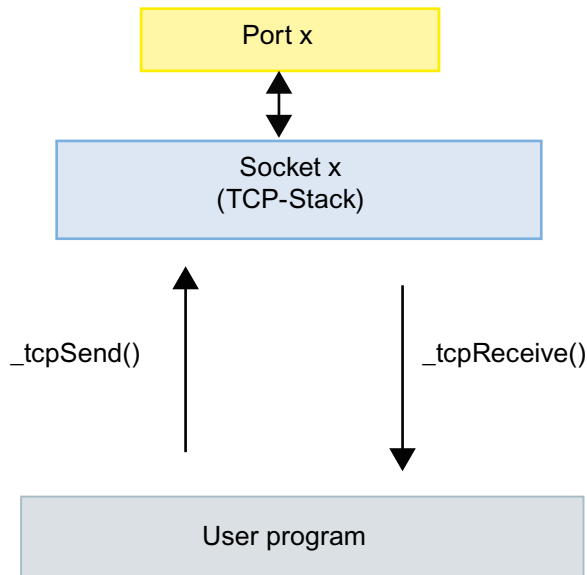 Port x
Socket x
(TCP-Stack)
_tcpSend()
_tcpReceive()
User program